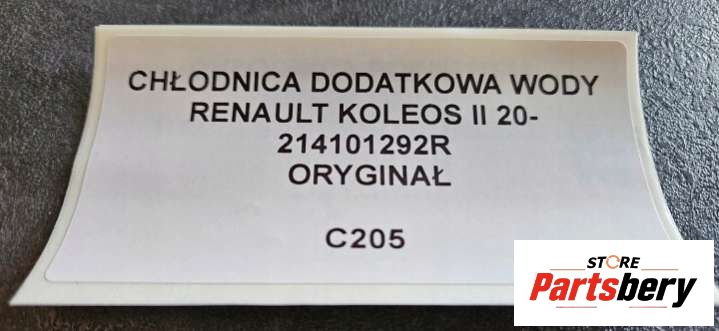 CHŁODNICA DODATKOWA WODY
RENAULT KOLEOS II 20-
214101292R
ORYGINAŁ
C205
STORE
Partsbery